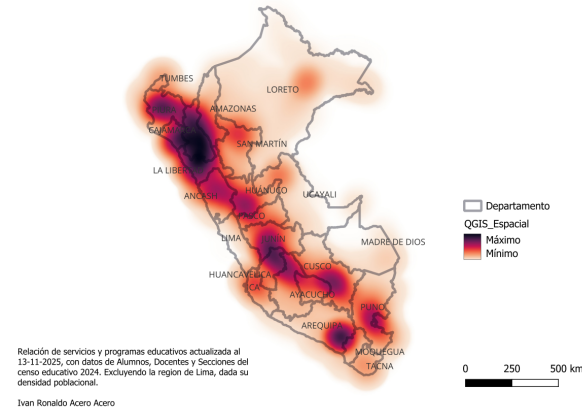 TUMBES
LORETO
AMAZONAS
SAN MARTÍN
LA LIBER
ANCASH
HUÁNUCO
UCAYALI
PASCO
LIMA
JUNÍN
MADRE DE DIOS
CUSCO
HUANCAVELICA
ICA
AYACUCHO
PUNO
AREQUIPA
MOQUEGUA
TACNA
Departamento
QGIS_Espacial
Máximo
Mínimo
0 250 500 km
Relación de servicios y programas educativos actualizada al
13-11-2025, con datos de Alumnos, Docentes y Secciones del
censo educativo 2024. Excluyendo la region de Lima, dada su
densidad poblacional.
Ivan Ronaldo Acero Acero